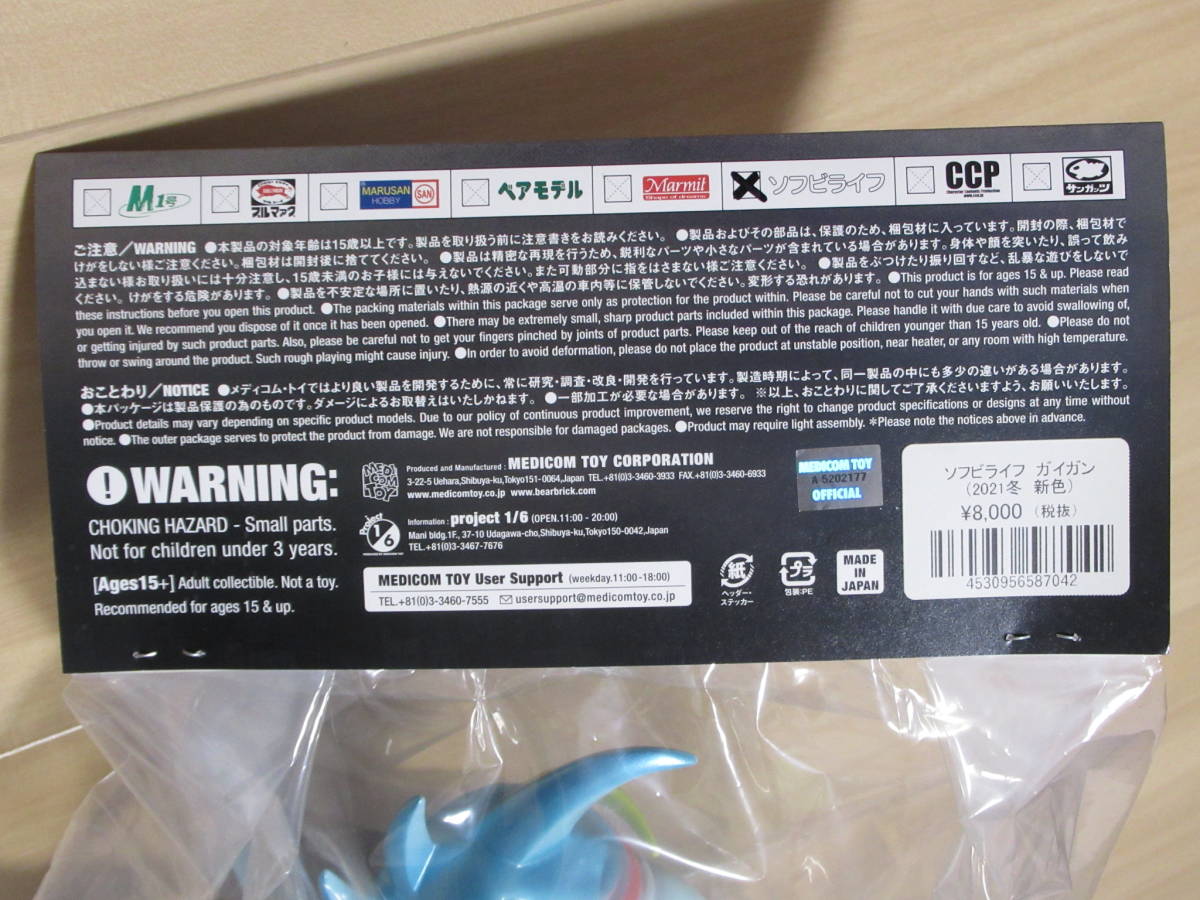 M1号
ブルマァク
MARUSAN
HOBBY
SAN
ベアモデル
Marmit
Shape of dreams
ソフビライフ
CCP
www.ccp.jp
サンガッツ
ご注意／WARNING ●本製品の対象年齢は15歳以上です。製品を取り扱う前に注意書きをお読みください。 ●製品およびその部品は、保護のため、梱包材に入っています。開封の際、梱包材で
けがをしない様ご注意ください。梱包材は開封後に捨ててください。 ●製品は精密な再現を行うため、鋭利なパーツや小さなパーツが含まれている場合があります。身体や顔を突いたり、誤って飲み
込まない様お取り扱いには十分注意し、15歳未満のお子様には与えないでください。また可動部分に指をはさまない様ご注意ください。 ●製品をぶつけたり振り回すなど、乱暴な遊びをしないで
ください。けがをする危険があります。 ●製品を不安定な場所に置いたり、熱源の近くや高温の車内等に保管しないでください。変形する恐れがあります。 ●This product is for ages 15 & up. Please read
these instructions before you open this product. ●The packing materials within this package serve only as protection for the product within. Please be careful not to cut your hands with such materials when
you open it. We recommend you dispose of it once it has been opened. ●There may be extremely small, sharp product parts included within this package. Please handle it with due care to avoid swallowing of,
or getting injured by such product parts. Also, please be careful not to get your fingers pinched by joints of product parts. Please keep out of the reach of children younger than 15 years old. ●Please do not
throw or swing around the product. Such rough playing might cause injury. ●In order to avoid deformation, please do not place the product at unstable position, near heater, or any room with high temperature.
おことわり／NOTICE ●メディコム・トイではより良い製品を開発するために、常に研究・調査・改良・開発を行っています。製造時期によって、同一製品の中にも多少の違いがある場合があります。
●本パッケージは製品保護の為のものです。ダメージによるお取替えはいたしかねます。 ●一部加工が必要な場合があります。 ※以上、おことわりに関してご了承くださいますよう、お願いいたします。
●Product details may vary depending on specific product models. Due to our policy of continuous product improvement, we reserve the right to change product specifications or designs at any time without
notice. ●The outer package serves to protect the product from damage. We are not responsible for damaged packages. ●Product may require light assembly. ＊Please note the notices above in advance.
WARNING:
CHOKING HAZARD - Small parts.
Not for children under 3 years.
[Ages15+] Adult collectible. Not a toy.
Recommended for ages 15 & up.
MEDICOM TOY
Produced and Manufactured : MEDICOM TOY CORPORATION
3-22-5 Uehara,Shibuya-ku,Tokyo151-0064,Japan TEL.+81(0)3-3460-3933 FAX.+81(0)3-3460-6933
www.medicomtoy.co.jp www.bearbrick.com
Project 1/6
Information : project 1/6 (OPEN.11:00 - 20:00)
Mani bldg.1F., 37-10 Udagawa-cho,Shibuya-ku,Tokyo150-0042,Japan
TEL.+81(0)3-3467-7676
MEDICOM TOY User Support (weekday.11:00-18:00)
TEL.+81(0)3-3460-7555 usersupport@medicomtoy.co.jp
MEDICOM TOY
A 5202177
OFFICIAL
紙
ヘッダー・
ステッカー
プラ
包装:PE
MADE
IN
JAPAN
ソフビライフ ガイガン
(2021冬 新色)
¥8,000 (税抜)
4530956587042